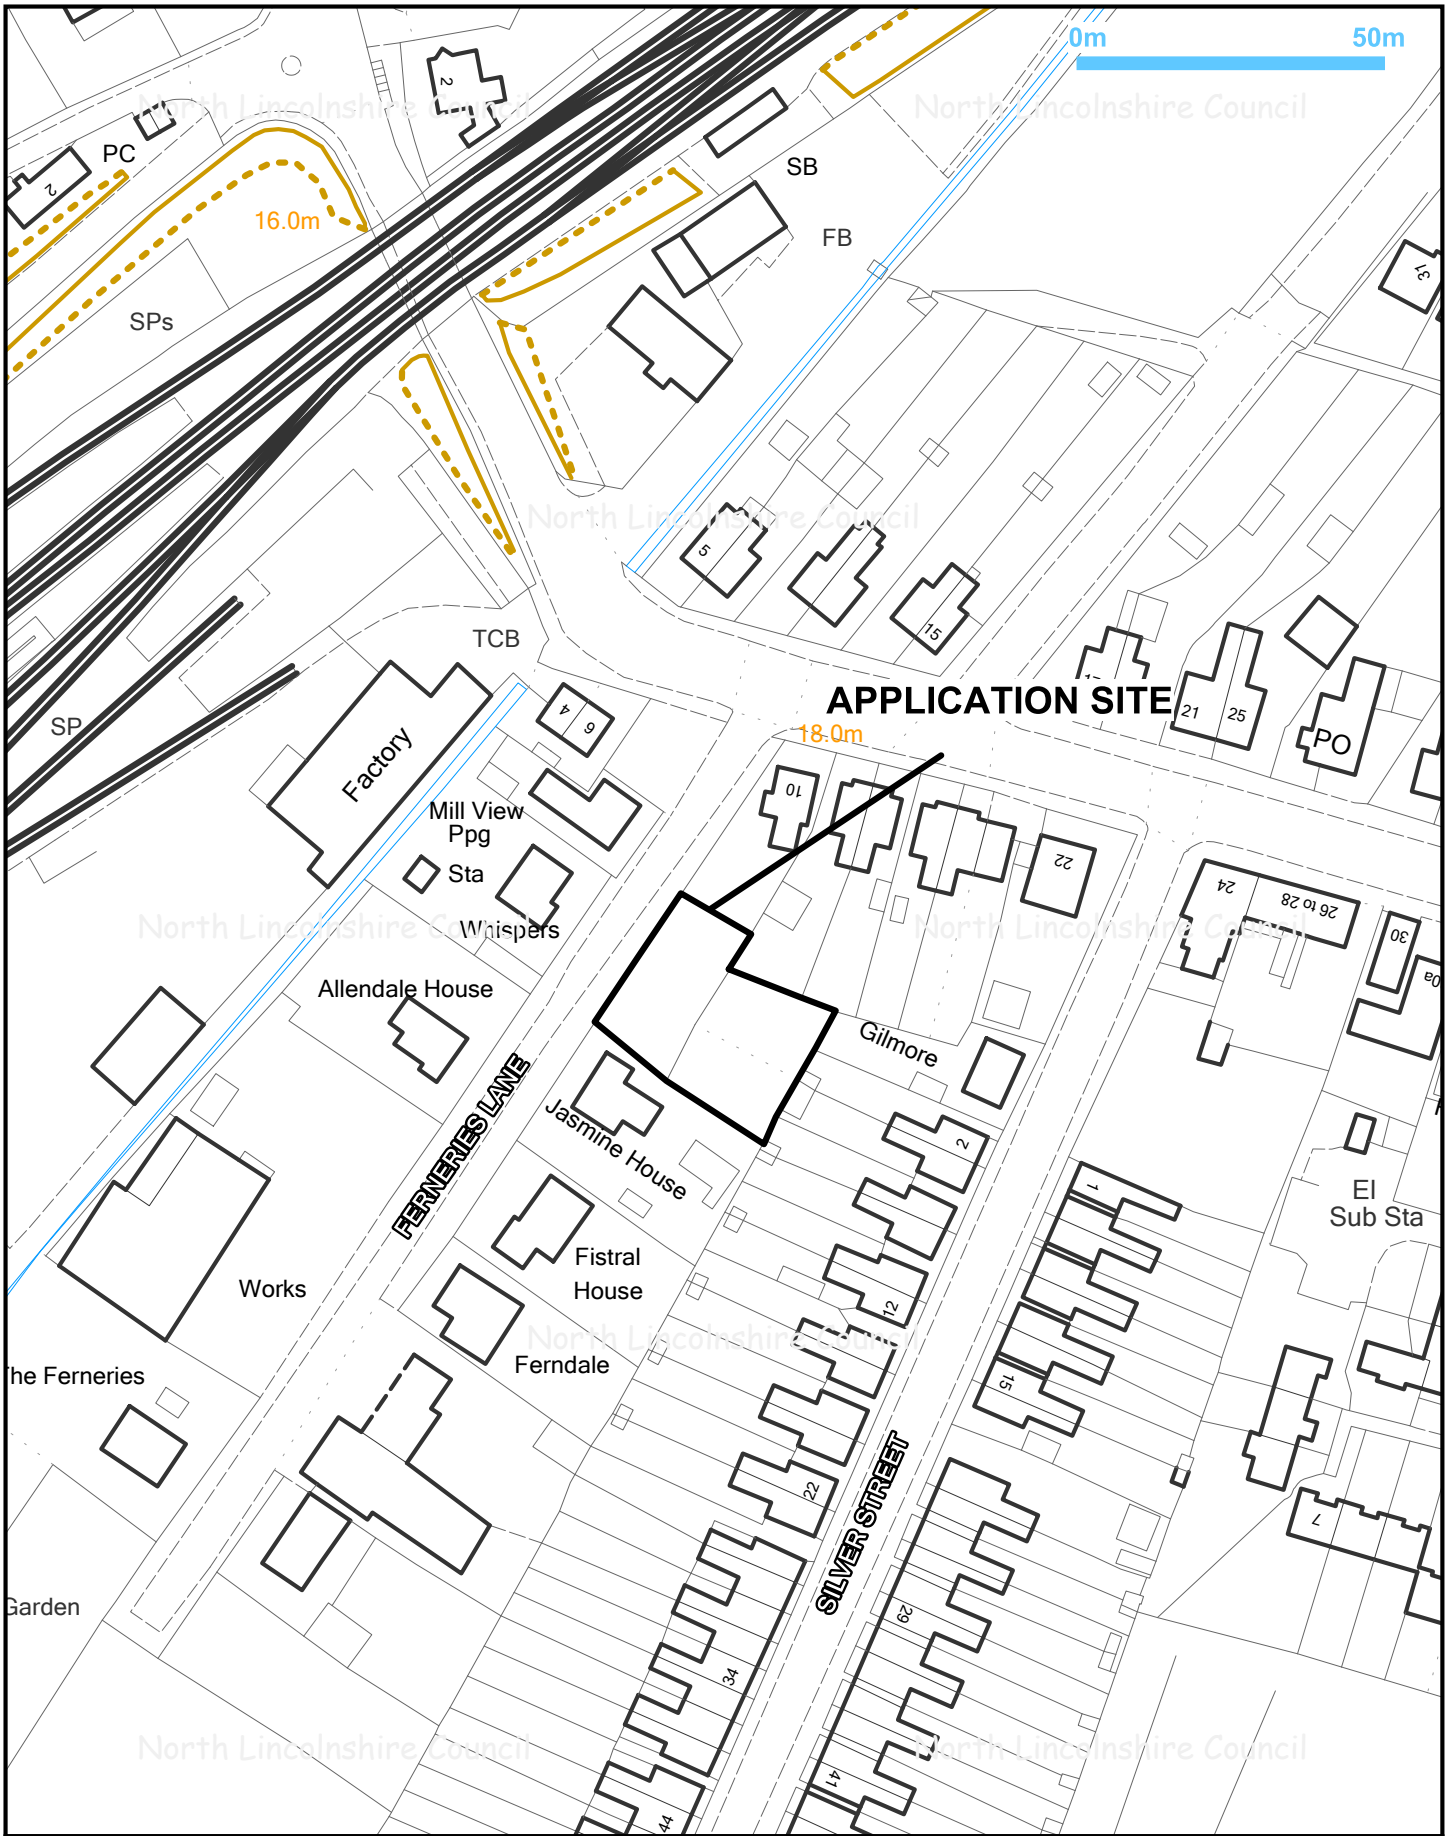 0m
50m
North Lincolnshire Council
North Lincolnshire Council
2
PC
2
SB
16.0m
FB
37
SPs
North Lincolnshire Council
5
15
TCB
17
APPLICATION SITE
21
25
SP
4
6
18.0m
PO
Factory
10
Mill View
Ppg
Sta
22
24
26 to 28
North Lincolnshire Council
Whispers
North Lincolnshire Council
30
0a
Allendale House
Gilmore
FERNERIES LANE
Jasmine House
2
1
El
Sub Sta
Fistral
House
Works
12
North Lincolnshire Council
Ferndale
The Ferneries
15
SILVER STREET
22
7
Garden
29
34
North Lincolnshire Council
North Lincolnshire Council
41
44